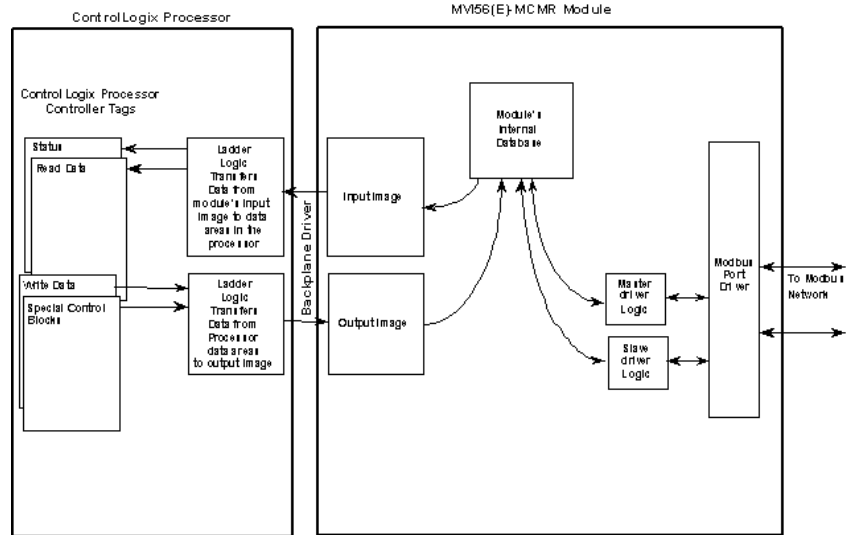 ControlLogix Processor
MVI56(E)-MCMR Module
Control Logix Processor
Controller Tags
Status
Read Data
Write Data
Special Control
Blocks
Ladder
Logic
Transfers
Data from
module's input
image to data
areas in the
processor
Ladder
Logic
Transfers
Data from
Processor
data areas
to output image
Backplane Driver
Input Image
Output Image
Module's
Internal
Database
Master
driver
Logic
Slave
driver
Logic
Modbus
Port
Driver
To Modbus
Network